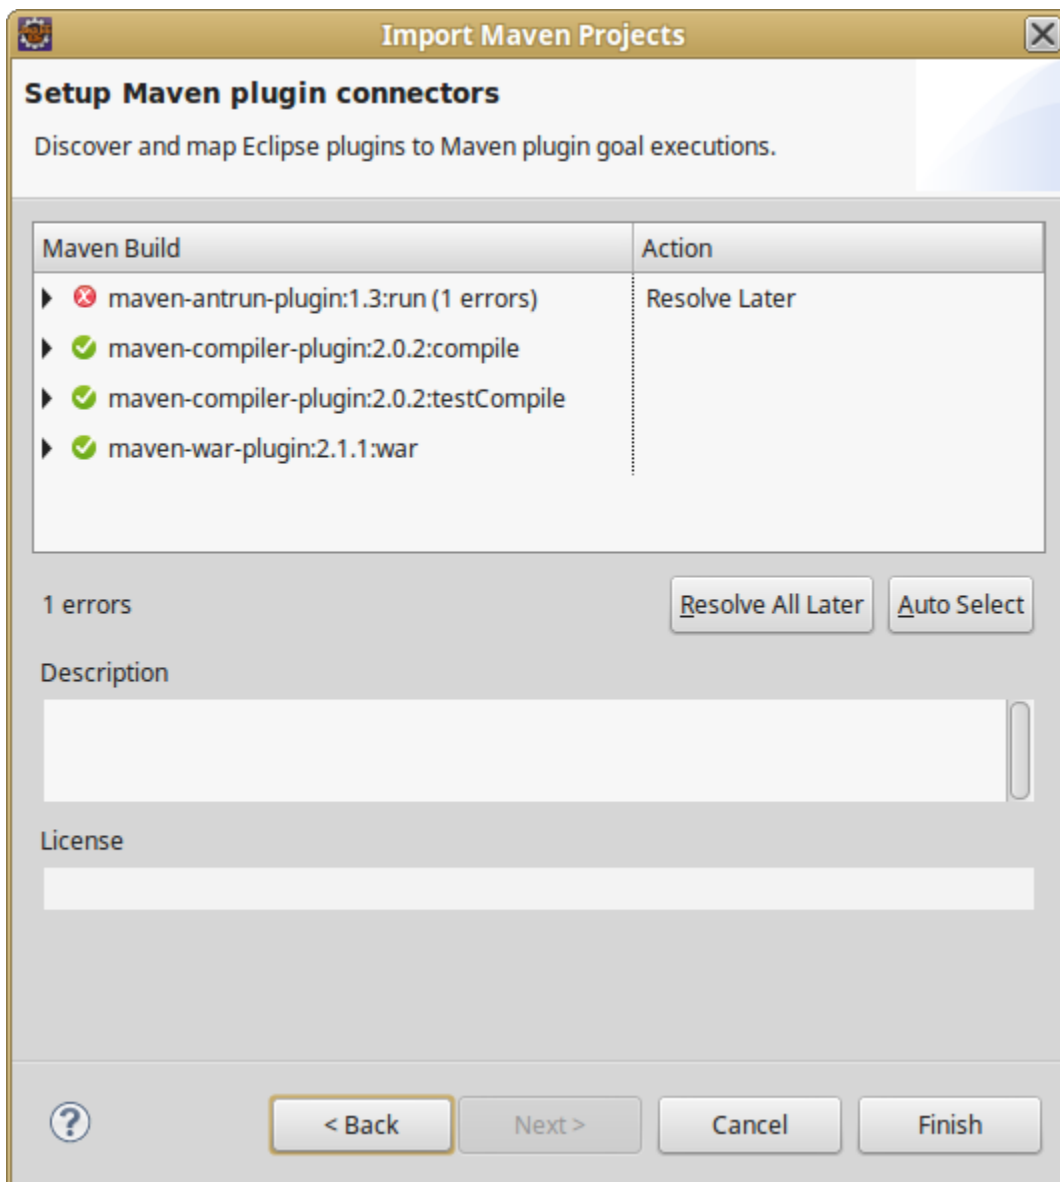 Import Maven Projects
Setup Maven plugin connectors
Discover and map Eclipse plugins to Maven plugin goal executions.
Maven Build Action
maven-antrun-plugin:1.3:run (1 errors) Resolve Later
maven-compiler-plugin:2.0.2:compile
maven-compiler-plugin:2.0.2:testCompile
maven-war-plugin:2.1.1:war
1 errors Resolve All Later Auto Select
Description
License
? < Back Next > Cancel Finish